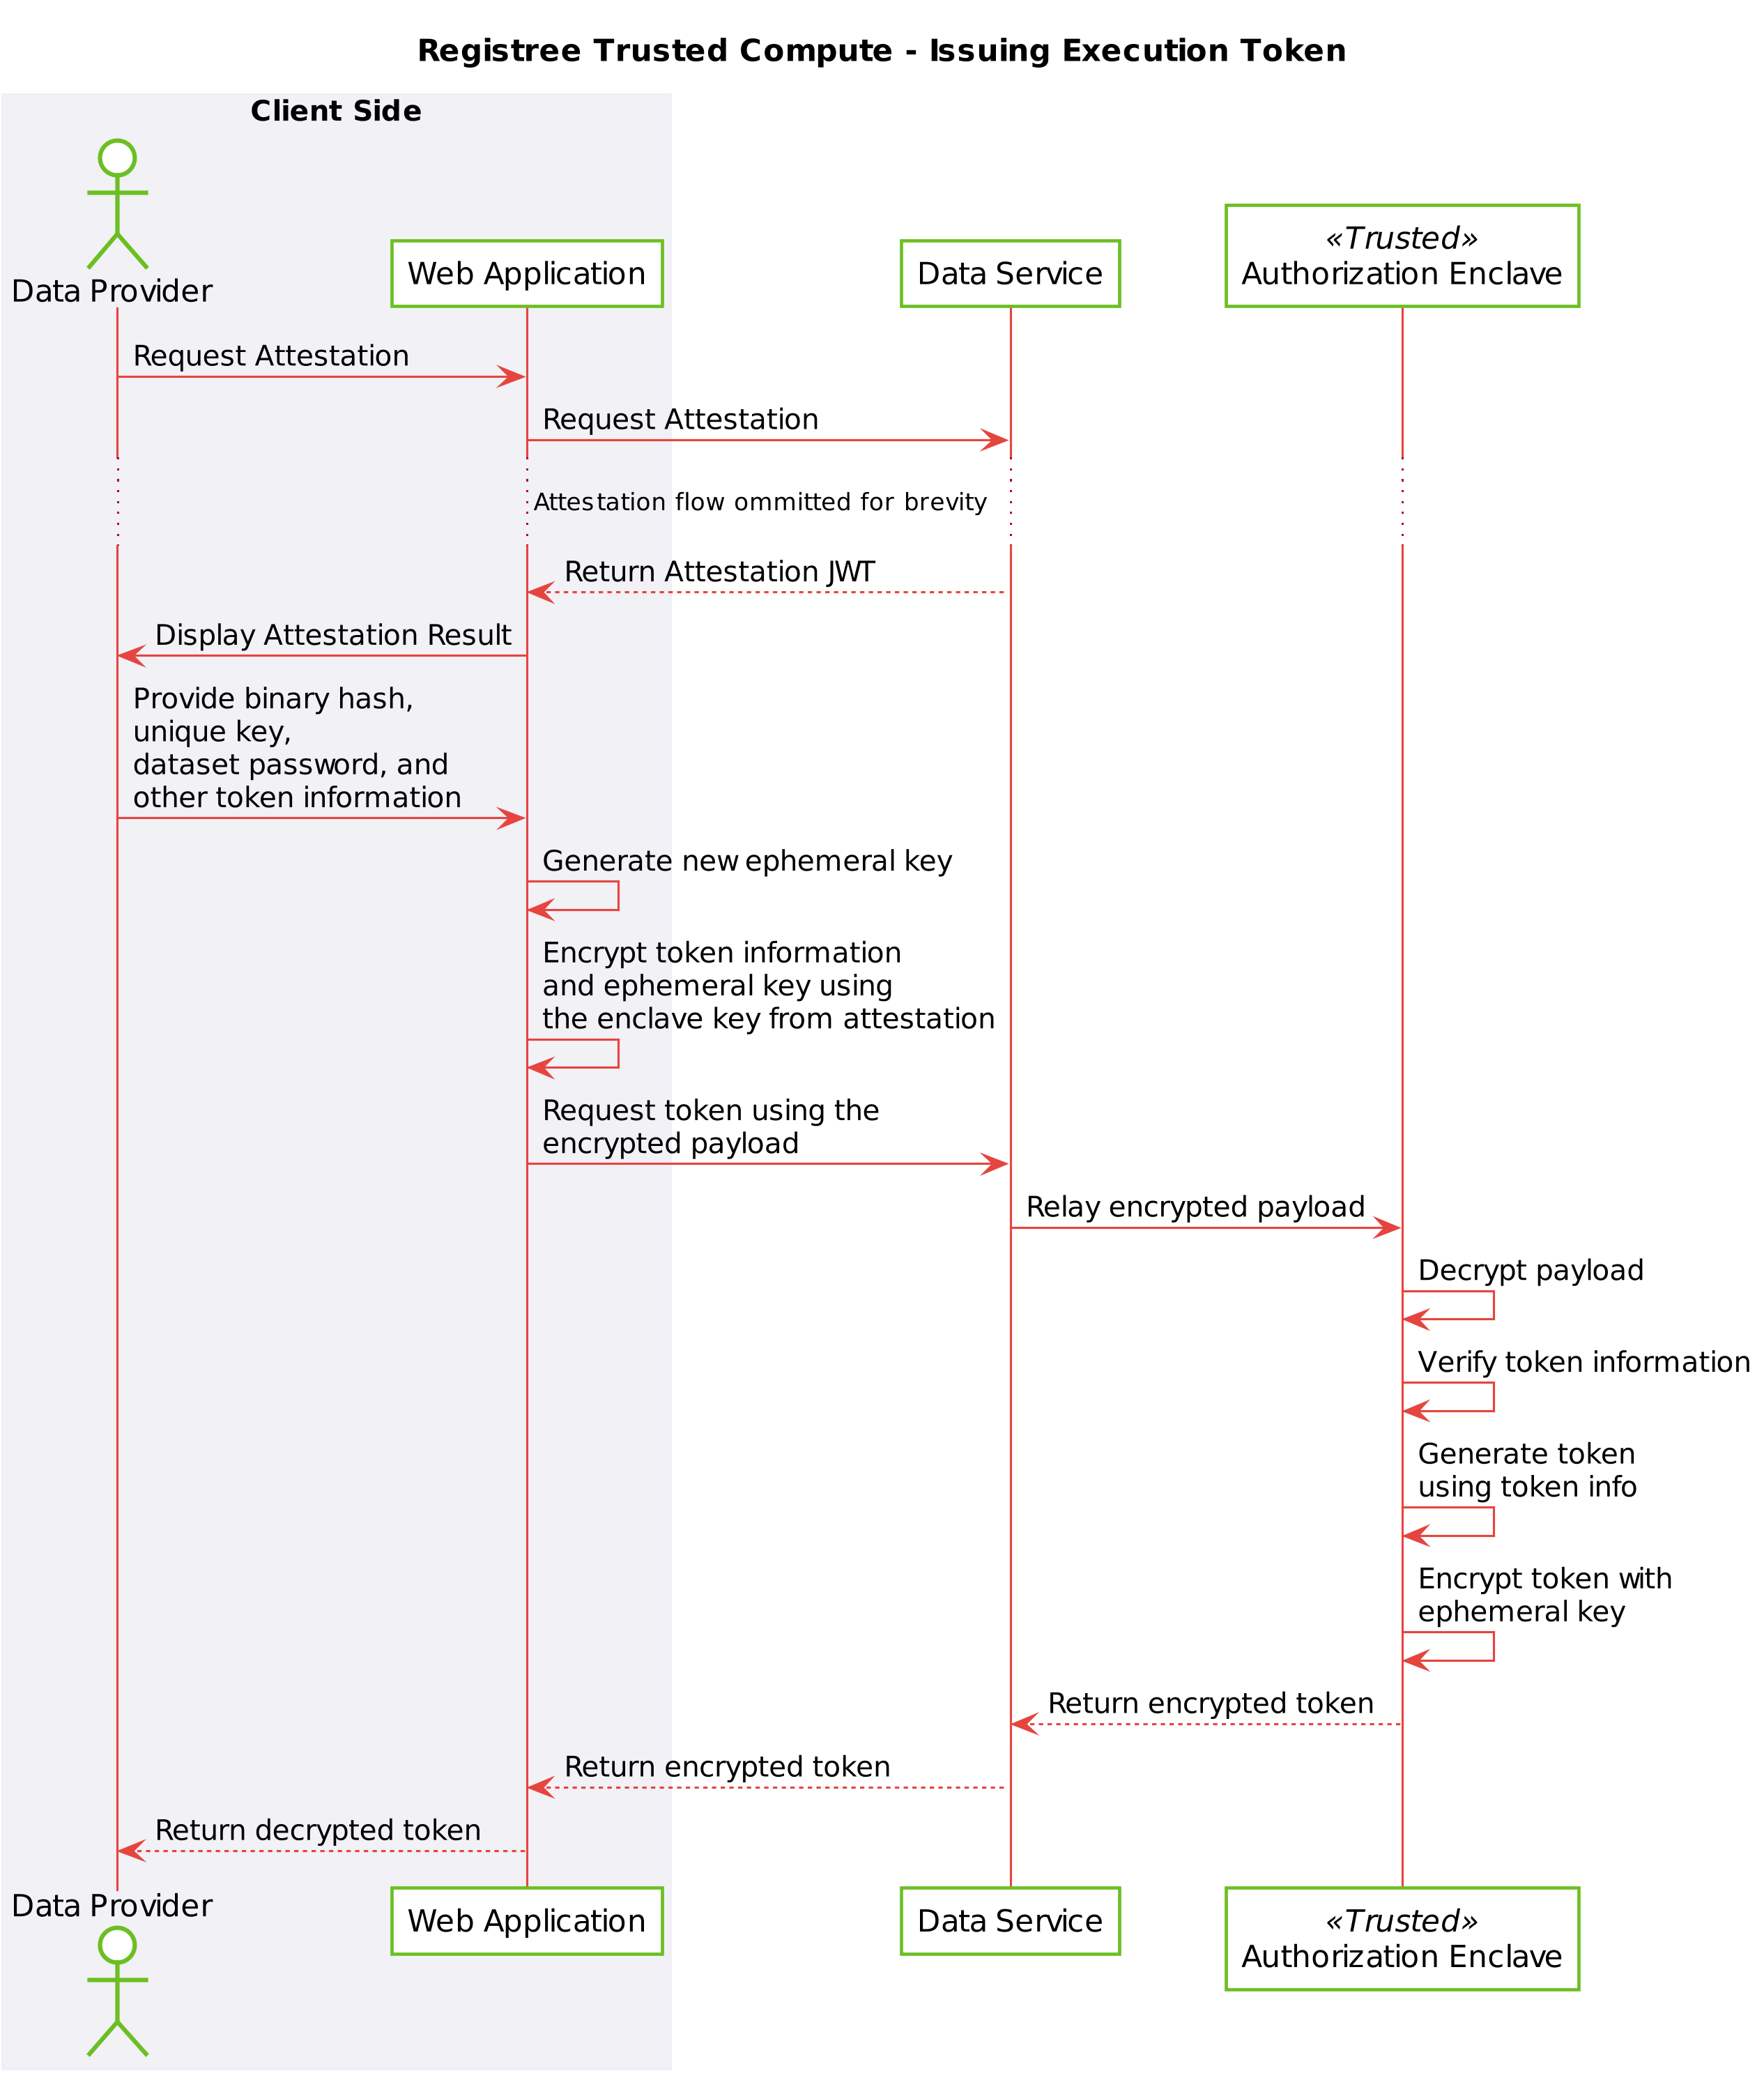 Registree Trusted Compute - Issuing Execution Token
Client Side
Data Provider
Web Application
Data Service
«Trusted»
Authorization Enclave
Request Attestation
Request Attestation
Attestation flow ommitted for brevity
Return Attestation JWT
Display Attestation Result
Provide binary hash,
unique key,
dataset password, and
other token information
Generate new ephemeral key
Encrypt token information
and ephemeral key using
the enclave key from attestation
Request token using the
encrypted payload
Relay encrypted payload
Decrypt payload
Verify token information
Generate token
using token info
Encrypt token with
ephemeral key
Return encrypted token
Return encrypted token
Return decrypted token
Data Provider
Web Application
Data Service
«Trusted»
Authorization Enclave